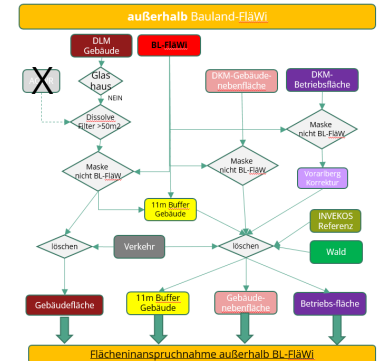 außerhalb Bauland-FläWi
DLM
Gebäude
BL-FläWi
X
Glas
haus
DKM-Gebäude-
nebenfläche
DKM-
Betriebsfläche
NEIN
Dissolve
Filter >50m2
Maske
nicht BL-FläW
Maske
nicht BL-FläW
Maske
nicht BL-FläW
Vorarlberg
Korrektur
11m Buffer
Gebäude
INVEKOS
Referenz
löschen
Verkehr
löschen
Wald
Gebäudefläche
11m Buffer
Gebäude
Gebäude-
nebenfläche
Betriebs-fläche
Flächeninanspruchnahme außerhalb BL-FläWi